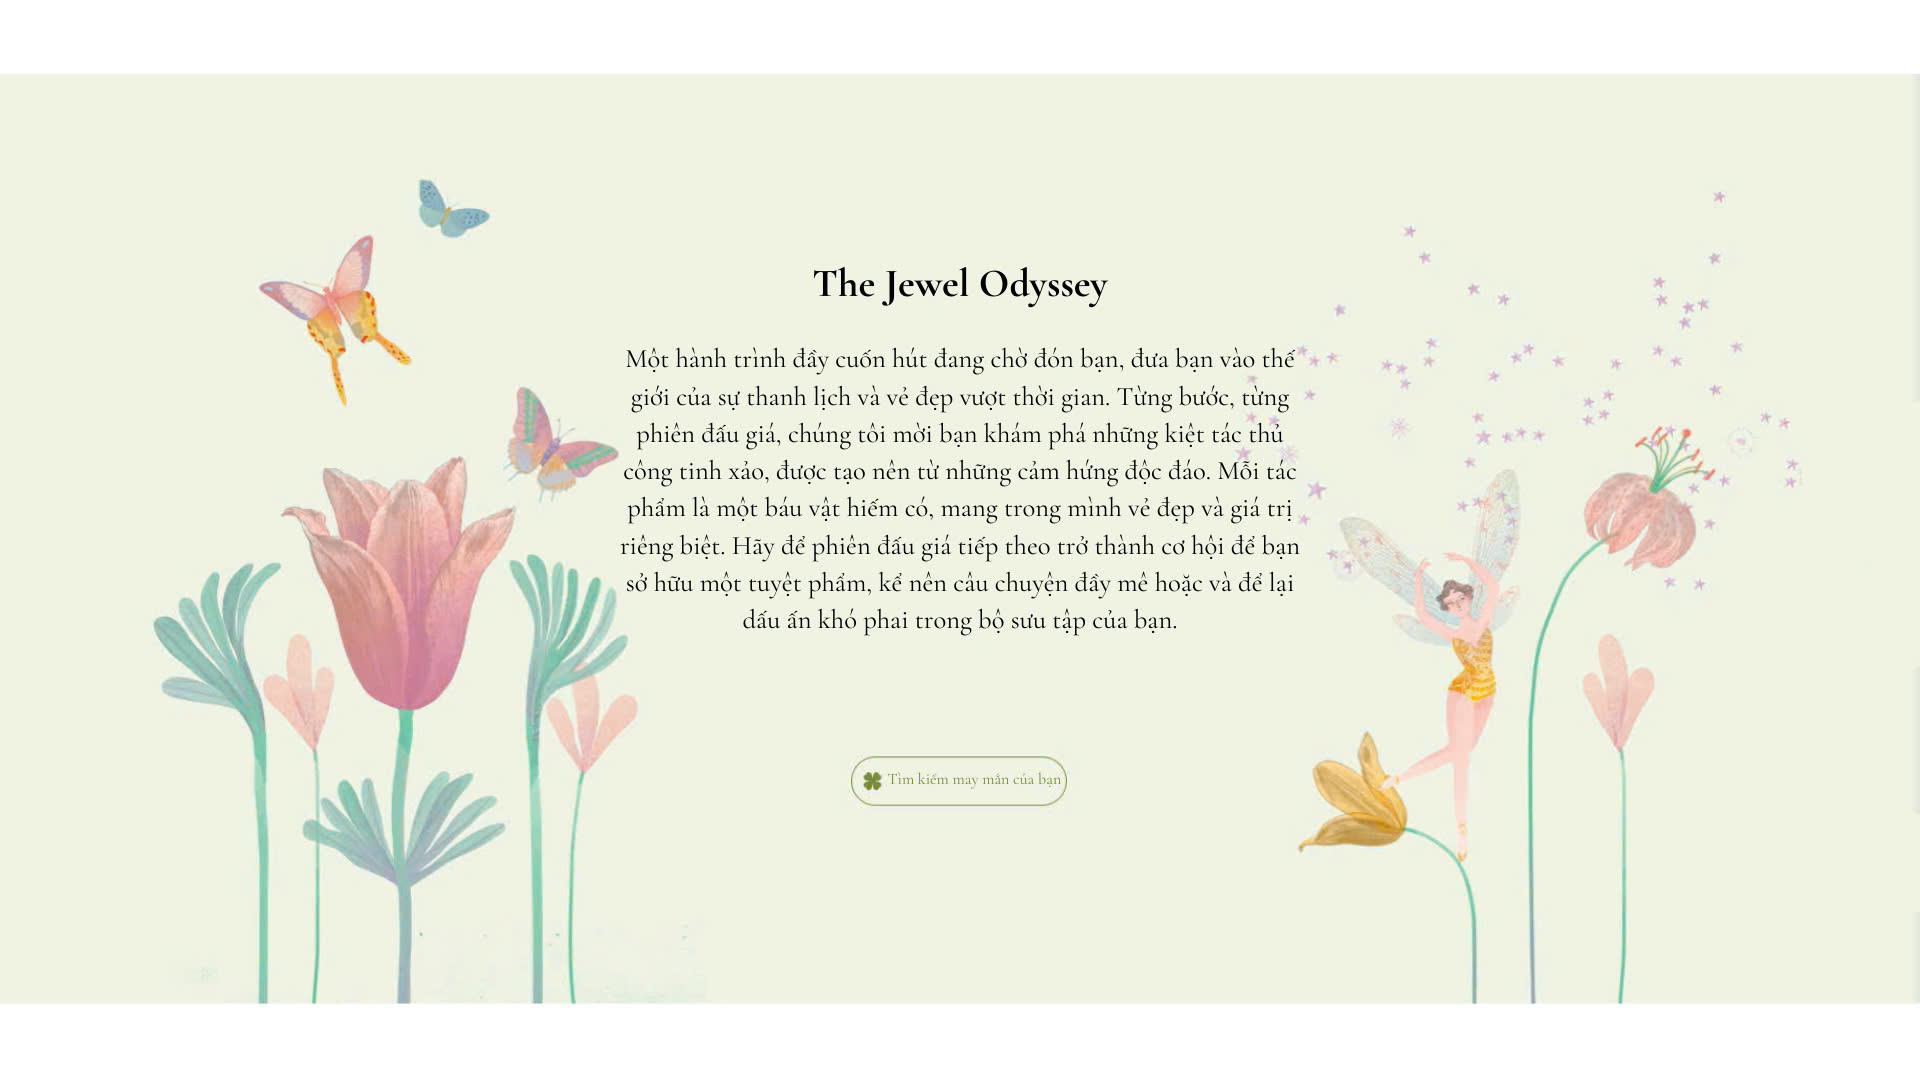 The Jewel Odyssey
Một hành trình đầy cuốn hút đang chờ đón bạn, đưa bạn vào thế
giới của sự thanh lịch và vẻ đẹp vượt thời gian. Từng bước, từng
phiên đấu giá, chúng tôi mời bạn khám phá những kiệt tác thủ
công tinh xảo, được tạo nên từ những cảm hứng độc đáo. Mỗi tác
phẩm là một báu vật hiếm có, mang trong mình vẻ đẹp và giá trị
riêng biệt. Hãy để phiên đấu giá tiếp theo trở thành cơ hội để bạn
sở hữu một tuyệt phẩm, kể nên câu chuyện đầy mê hoặc và để lại
dấu ấn khó phai trong bộ sưu tập của bạn.
Tìm kiếm may mắn của bạn